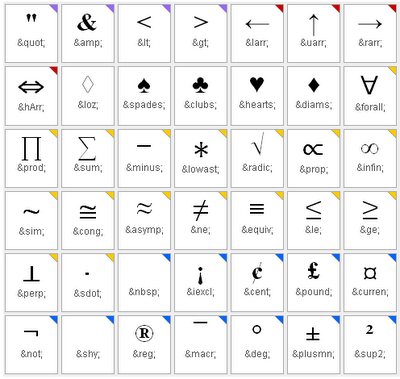 " & < > ← ↑ →
&quot; &amp; &lt; &gt; &larr; &uarr; &rarr;
⇔ ◊ ♠ ♣ ♥ ♦ ∀
&hArr; &loz; &spades; &clubs; &hearts; &diams; &forall;
∏ ∑ − ∗ √ ∝ ∞
&prod; &sum; &minus; &lowast; &radic; &prop; &infin;
∼ ≅ ≈ ≠ ≡ ≤ ≥
&sim; &cong; &asymp; &ne; &equiv; &le; &ge;
⊥ ⋅ ¡ ¢ £ ¤
&perp; &sdot; &nbsp; &iexcl; &cent; &pound; &curren;
¬ ® ¯ ° ± ²
&not; &shy; &reg; &macr; &deg; &plusmn; &sup2;